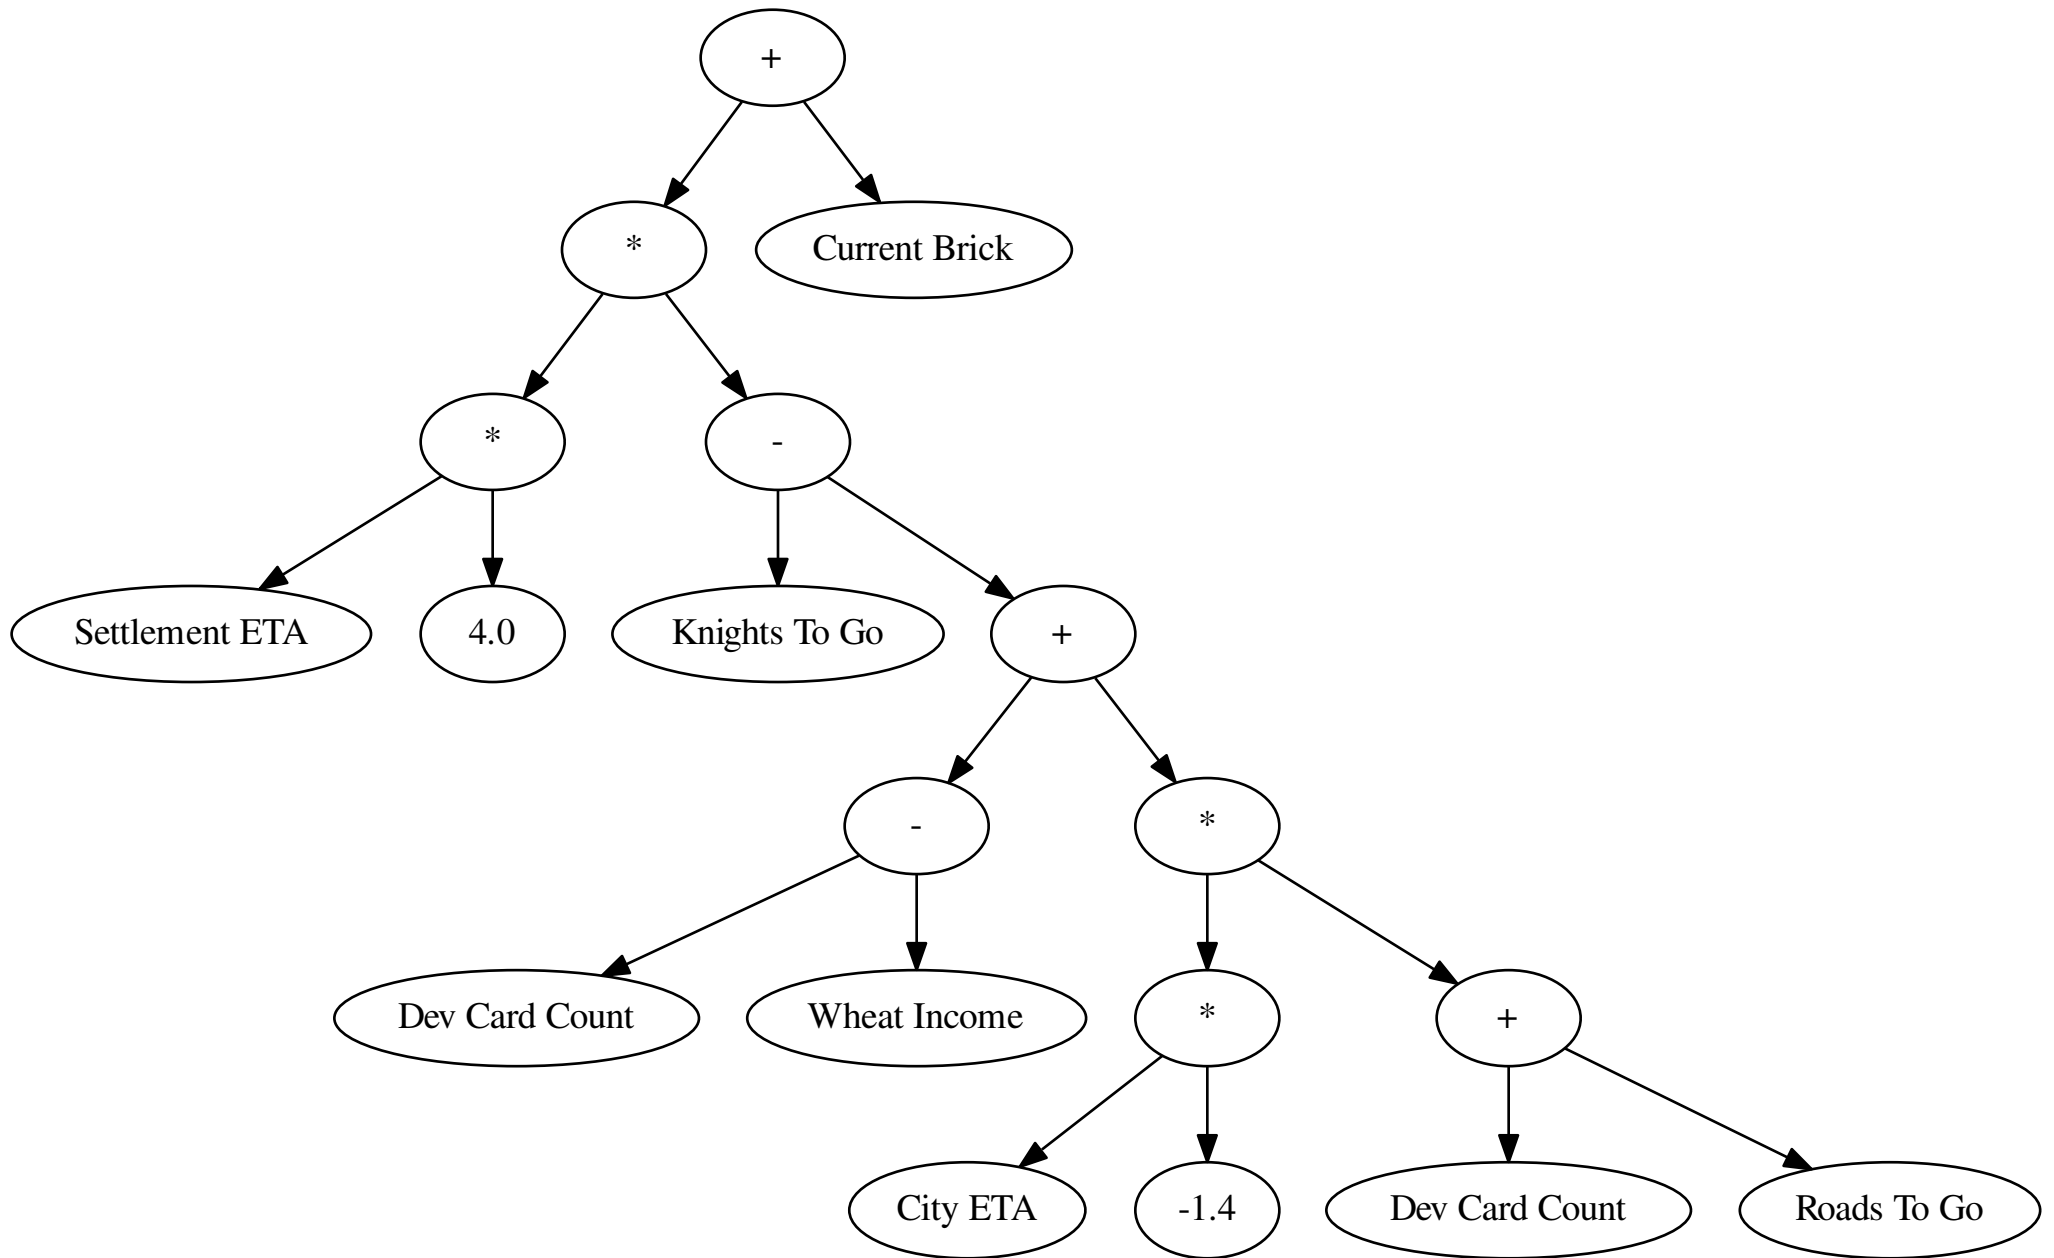 +
*
Current Brick
*
-
Settlement ETA
4.0
Knights To Go
+
-
*
Dev Card Count
Wheat Income
*
+
City ETA
-1.4
Dev Card Count
Roads To Go